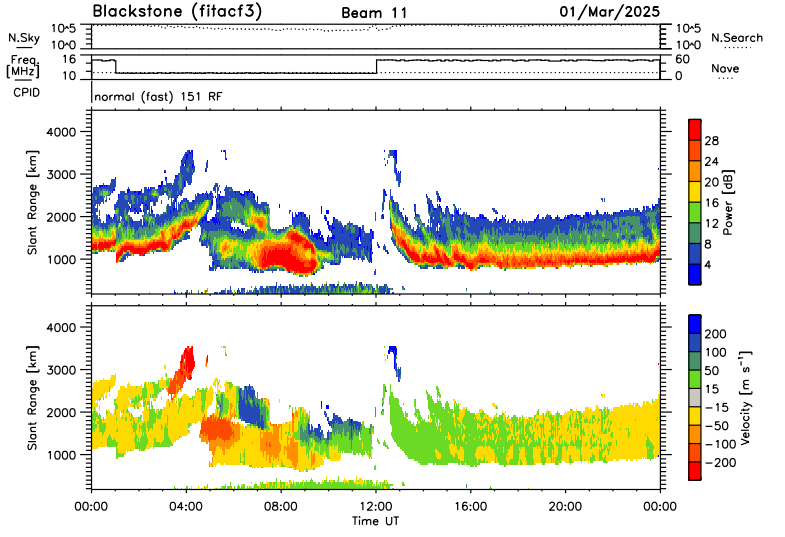 Blackstone (fitacf3) Beam 11 01/Mar/2025
N.Sky 10^5 10^0 10^5 10^0 N.Search
Freq. [MHz] 16 10 60 0 Nave
CPID normal (fast) 151 RF
Slant Range [km] 4000 3000 2000 1000
28 24 20 16 12 8 4 Power [dB]
Slant Range [km] 4000 3000 2000 1000
200 100 50 15 −15 −50 −100 −200 Velocity [m s⁻¹]
00:00 04:00 08:00 12:00 16:00 20:00 00:00
Time UT